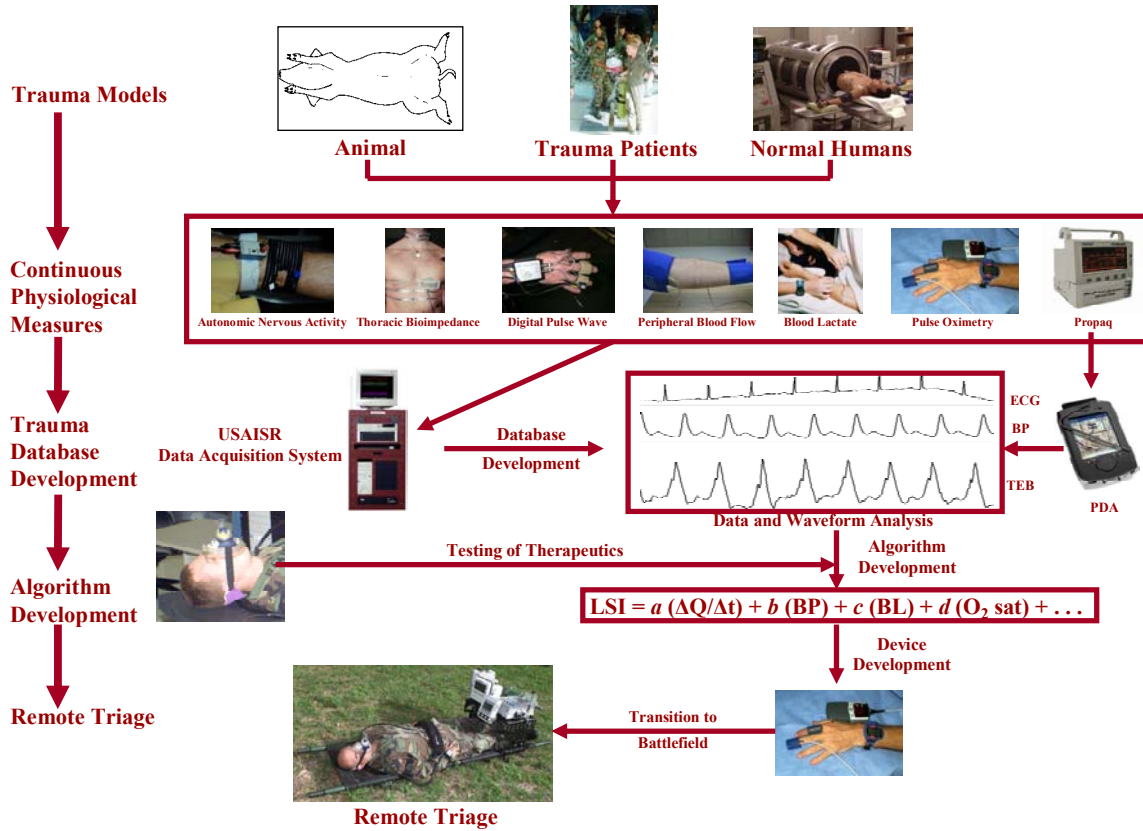 Trauma Models
Animal
Trauma Patients
Normal Humans
Continuous
Physiological
Measures
Autonomic Nervous Activity
Thoracic Bioimpedance
Digital Pulse Wave
Peripheral Blood Flow
Blood Lactate
Pulse Oximetry
Propaq
Trauma
Database
Development
USAISR
Data Acquisition System
Database
Development
ECG
BP
TEB
PDA
Data and Waveform Analysis
Testing of Therapeutics
Algorithm
Development
Algorithm
Development
LSI = a (ΔQ/Δt) + b (BP) + c (BL) + d (O₂ sat) + . . .
Device
Development
Remote Triage
Transition to
Battlefield
Remote Triage